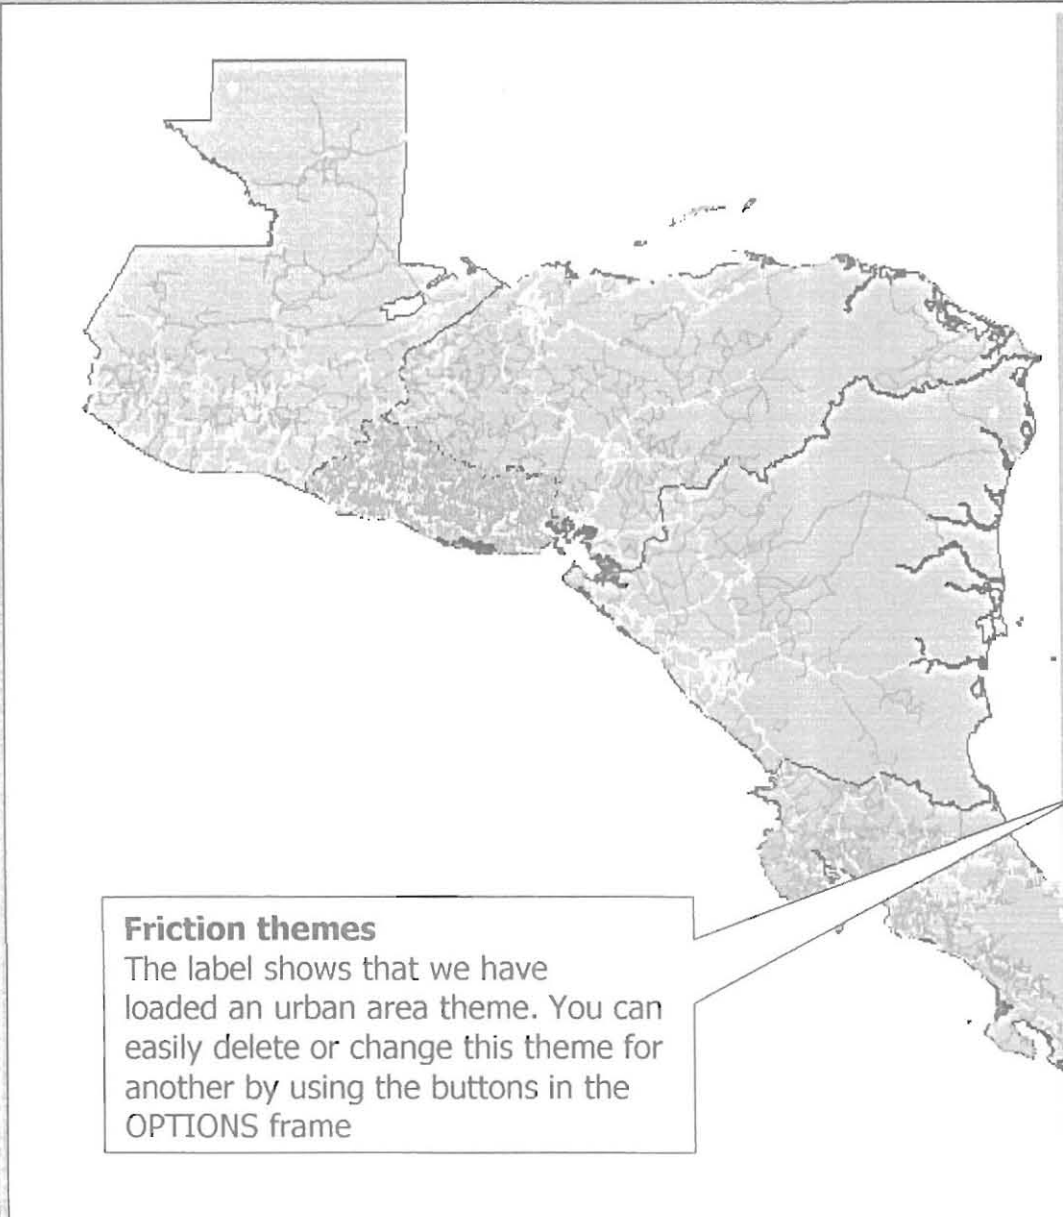 Friction themes
The label shows that we have
loaded an urban area theme. You can
easily delete or change this theme for
another by using the buttons in the
OPTIONS frame